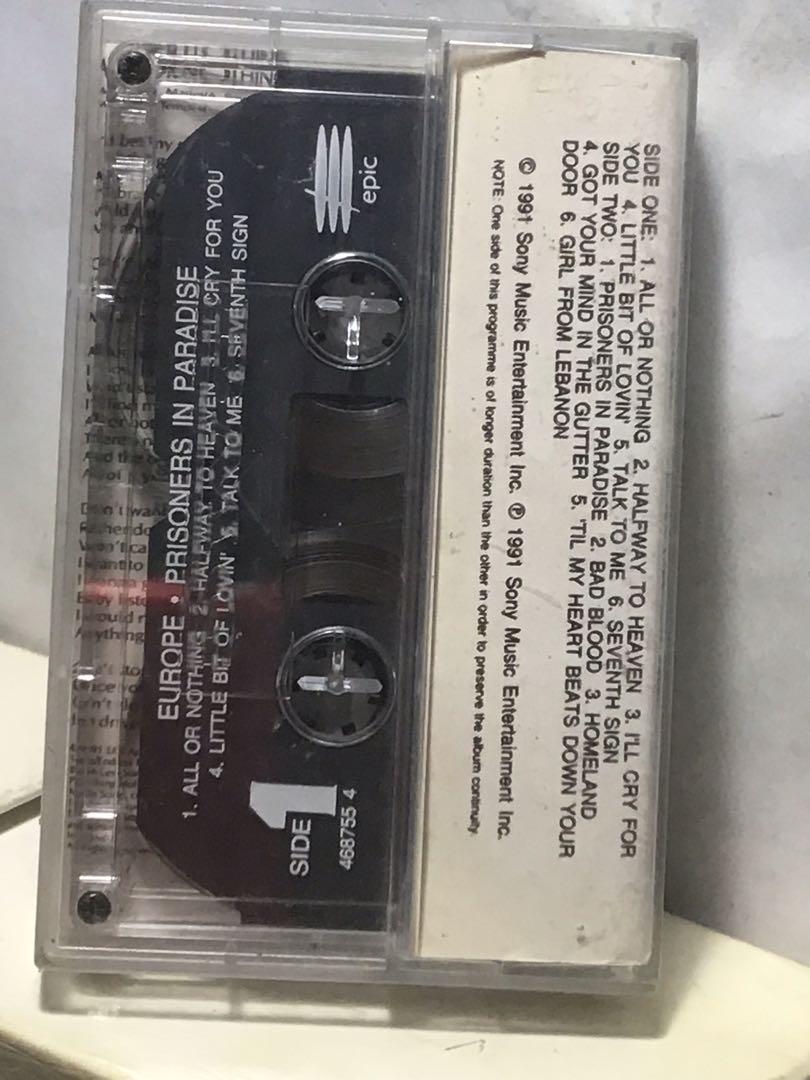 SIDE ONE: 1. ALL OR NOTHING 2. HALFWAY TO HEAVEN 3. I'LL CRY FOR
YOU 4. LITTLE BIT OF LOVIN' 5. TALK TO ME 6. SEVENTH SIGN
SIDE TWO: 1. PRISONERS IN PARADISE 2. BAD BLOOD 3. HOMELAND
4. GOT YOUR MIND IN THE GUTTER 5. 'TIL MY HEART BEATS DOWN YOUR
DOOR 6. GIRL FROM LEBANON
© 1991 Sony Music Entertainment Inc. ℗ 1991 Sony Music Entertainment Inc.
NOTE: One side of this programme is of longer duration than the other in order to preserve the album continuity.
EUROPE • PRISONERS IN PARADISE
1. ALL OR NOTHING 2. HALFWAY TO HEAVEN 3. I'LL CRY FOR YOU
4. LITTLE BIT OF LOVIN' 5. TALK TO ME 6. SEVENTH SIGN
epic
SIDE 1
468755 4